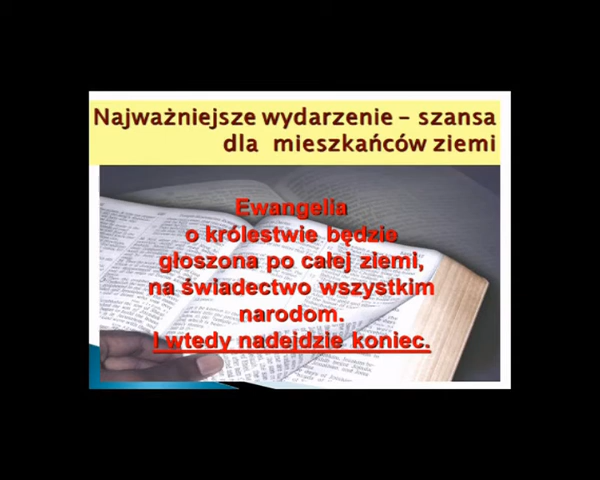 Najważniejsze wydarzenie – szansa
dla mieszkańców ziemi
Ewangelia
o królestwie będzie
głoszona po całej ziemi,
na świadectwo wszystkim
narodom.
I wtedy nadejdzie koniec.